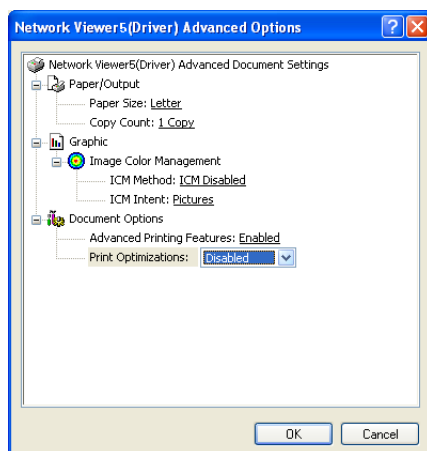 Network Viewer5(Driver) Advanced Options
Network Viewer5(Driver) Advanced Document Settings
Paper/Output
Paper Size: Letter
Copy Count: 1 Copy
Graphic
Image Color Management
ICM Method: ICM Disabled
ICM Intent: Pictures
Document Options
Advanced Printing Features: Enabled
Print Optimizations: Disabled
OK Cancel